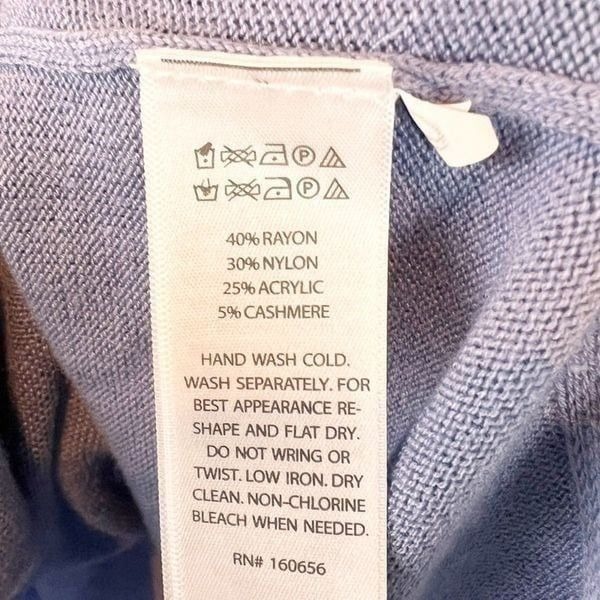 40% RAYON
30% NYLON
25% ACRYLIC
5% CASHMERE
HAND WASH COLD.
WASH SEPARATELY. FOR
BEST APPEARANCE RE-
SHAPE AND FLAT DRY.
DO NOT WRING OR
TWIST. LOW IRON. DRY
CLEAN. NON-CHLORINE
BLEACH WHEN NEEDED.
RN# 160656